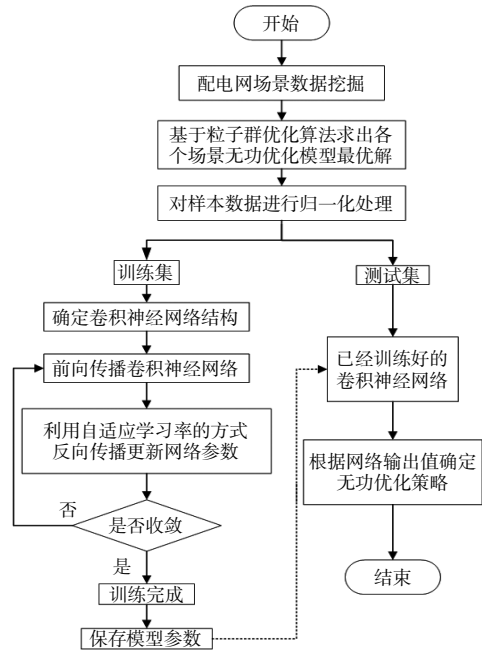 开始
配电网场景数据挖掘
基于粒子群优化算法求出各
个场景无功优化模型最优解
对样本数据进行归一化处理
训练集
确定卷积神经网络结构
前向传播卷积神经网络
利用自适应学习率的方式
反向传播更新网络参数
否
是否收敛
是
训练完成
保存模型参数
测试集
已经训练好的
卷积神经网络
根据网络输出值确定
无功优化策略
结束